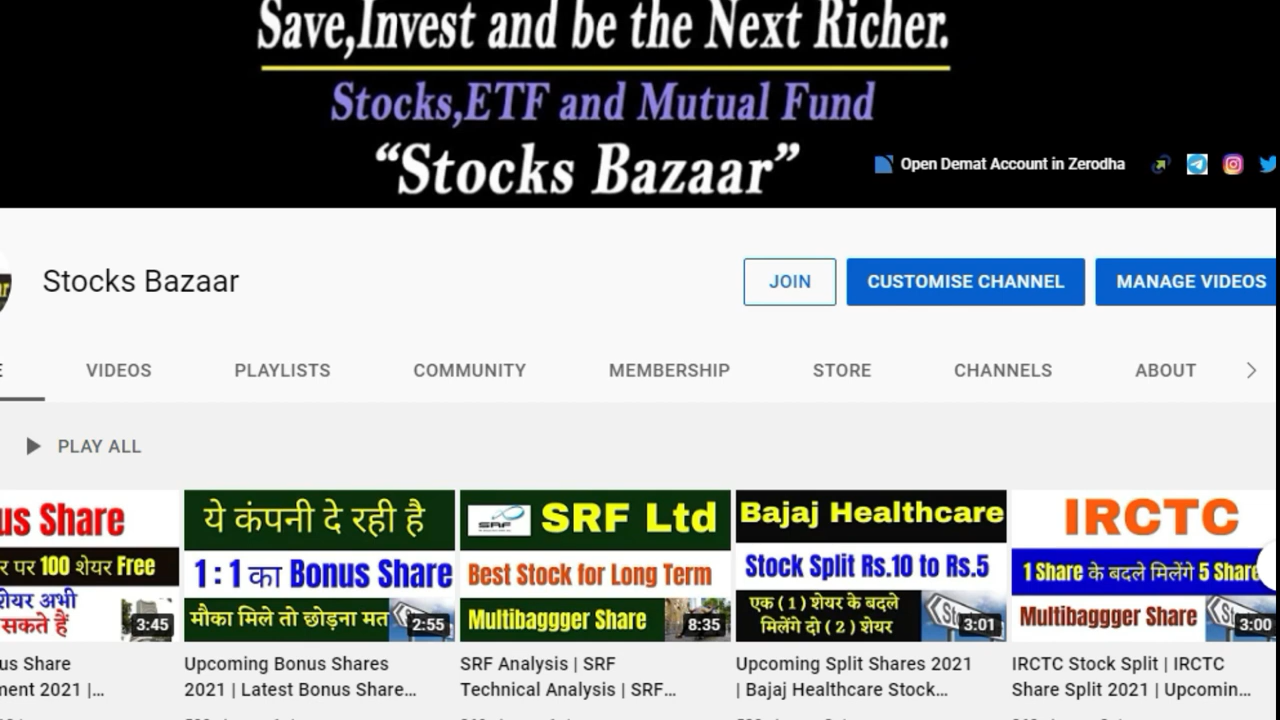 Save,Invest and be the Next Richer.
Stocks,ETF and Mutual Fund
“Stocks Bazaar”
Open Demat Account in Zerodha
Stocks Bazaar
JOIN
CUSTOMISE CHANNEL
MANAGE VIDEOS
VIDEOS
PLAYLISTS
COMMUNITY
MEMBERSHIP
STORE
CHANNELS
ABOUT
PLAY ALL
us Share
र पर 100 शेयर Free
शेयर अभी
सकते हैं
3:45
us Share
ment 2021 |...
ये कंपनी दे रही है
1:1 का Bonus Share
मौका मिले तो छोड़ना मत
2:55
Upcoming Bonus Shares
2021 | Latest Bonus Share...
SRF
SRF Ltd
Best Stock for Long Term
Multibaggger Share
8:35
SRF Analysis | SRF
Technical Analysis | SRF...
Bajaj Healthcare
Stock Split Rs.10 to Rs.5
एक ( 1 ) शेयर के बदले
मिलेंगे दो ( 2 ) शेयर
3:01
Upcoming Split Shares 2021
| Bajaj Healthcare Stock...
IRCTC
1 Share के बदले मिलेंगे 5 Share
Multibaggger Share
3:00
IRCTC Stock Split | IRCTC
Share Split 2021 | Upcomin...